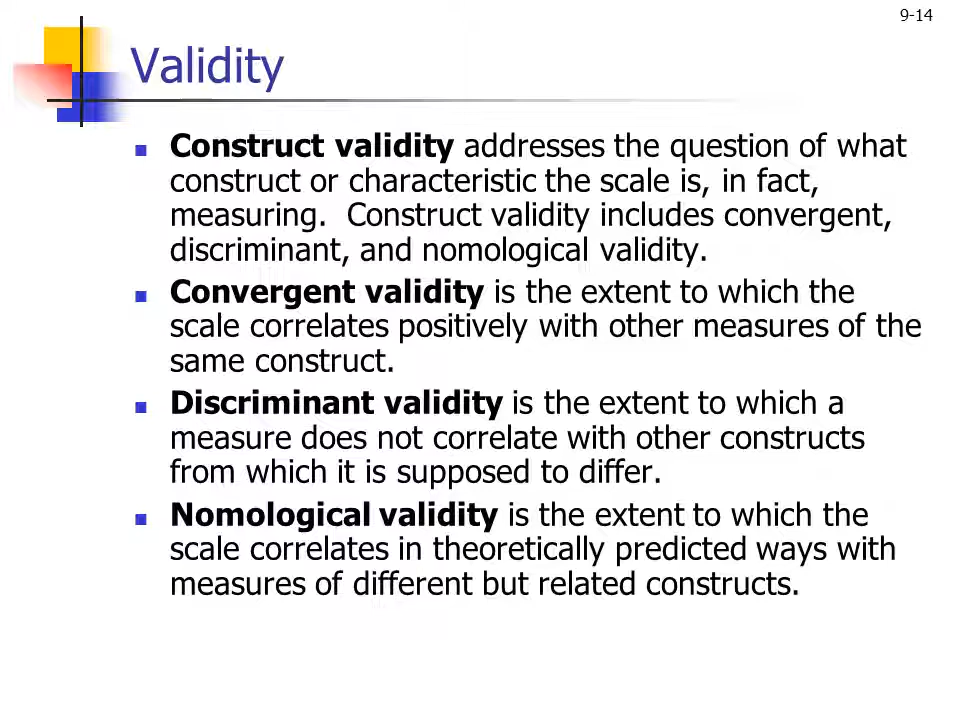 9-14
Validity
Construct validity addresses the question of what
construct or characteristic the scale is, in fact,
measuring.  Construct validity includes convergent,
discriminant, and nomological validity.
Convergent validity is the extent to which the
scale correlates positively with other measures of the
same construct.
Discriminant validity is the extent to which a
measure does not correlate with other constructs
from which it is supposed to differ.
Nomological validity is the extent to which the
scale correlates in theoretically predicted ways with
measures of different but related constructs.